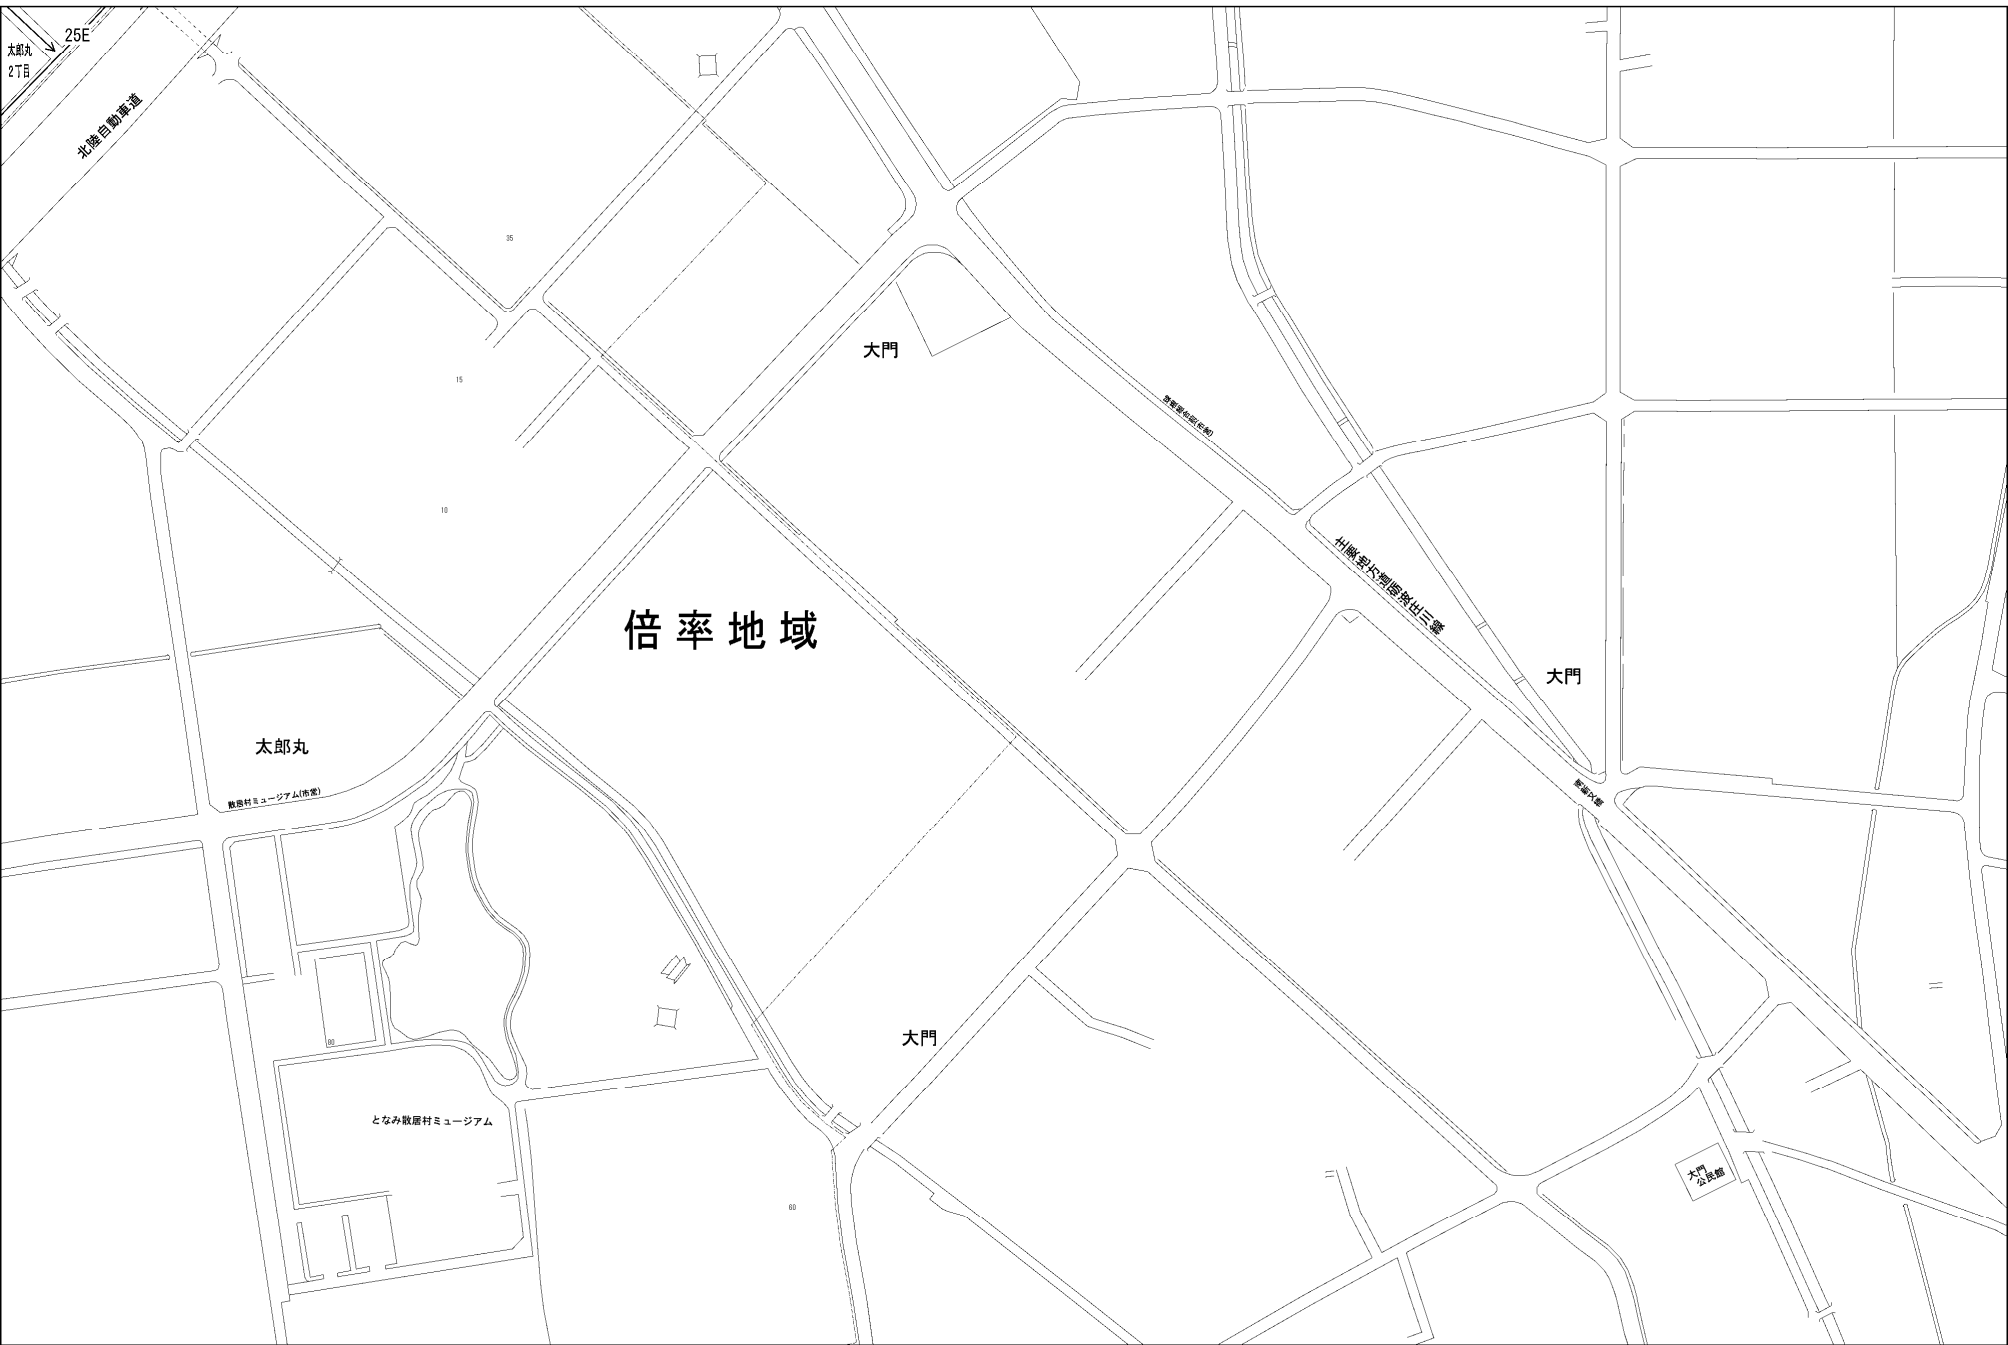 25E
太郎丸
2丁目
北陸自動車道
35
大門
15
10
主要地方道砺波庄川線
倍率地域
大門
太郎丸
散居村ミュージアム(市営)
大門
80
となみ散居村ミュージアム
大門
公民館
60